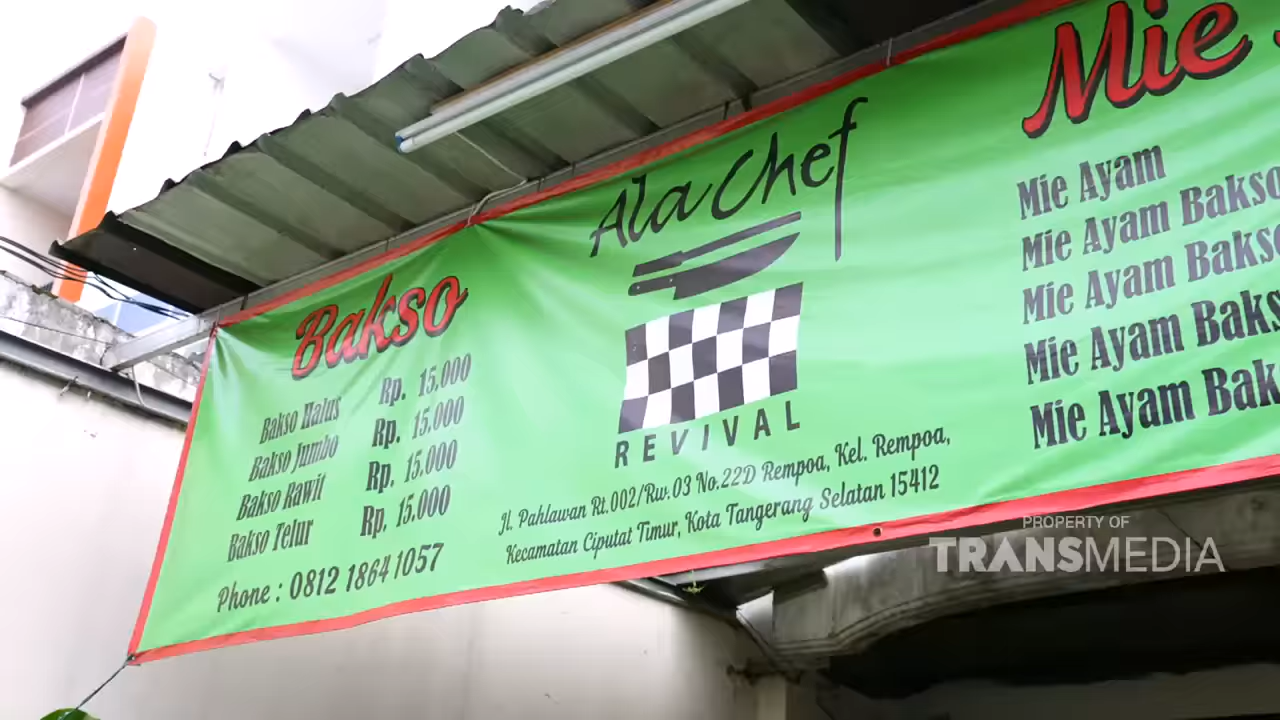 Bakso
Bakso Halus Rp. 15.000
Bakso Jumbo Rp. 15.000
Bakso Rawit Rp. 15.000
Bakso Telur Rp. 15.000
Phone : 0812 1864 1057
Ala Chef
REVIVAL
Jl. Pahlawan Rt.002/Rw.03 No.22D Rempoa, Kel. Rempoa,
Kecamatan Ciputat Timur, Kota Tangerang Selatan 15412
Mie
Mie Ayam
Mie Ayam Bakso
Mie Ayam Bakso
Mie Ayam Baks
Mie Ayam Bak
PROPERTY OF
TRANSMEDIA